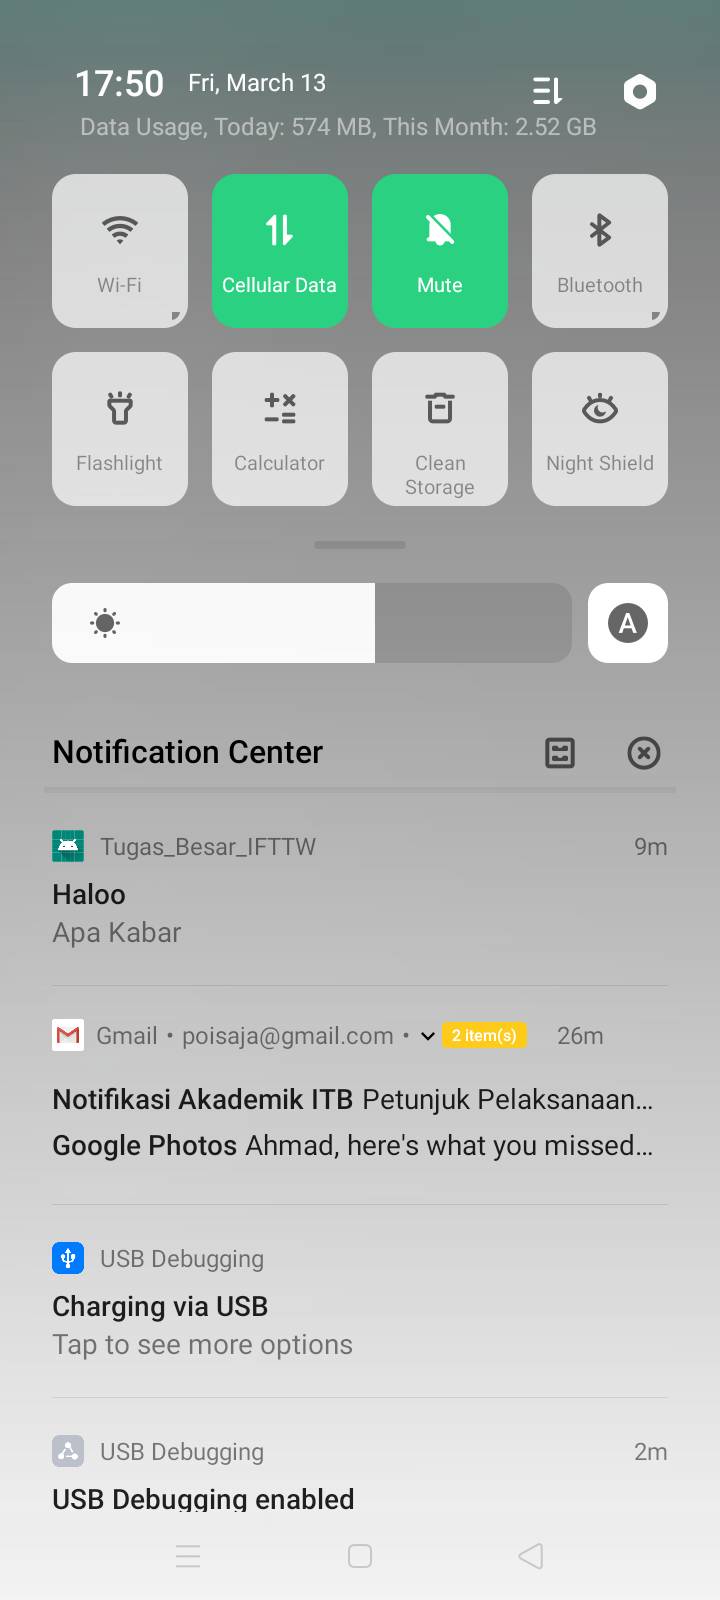 17:50 Fri, March 13
Data Usage, Today: 574 MB, This Month: 2.52 GB
Wi-Fi
Cellular Data
Mute
Bluetooth
Flashlight
Calculator
Clean
Storage
Night Shield
A
Notification Center
Tugas_Besar_IFTTW 9m
Haloo
Apa Kabar
Gmail • poisaja@gmail.com • 2 item(s) 26m
Notifikasi Akademik ITB Petunjuk Pelaksanaan...
Google Photos Ahmad, here's what you missed...
USB Debugging
Charging via USB
Tap to see more options
USB Debugging 2m
USB Debugging enabled